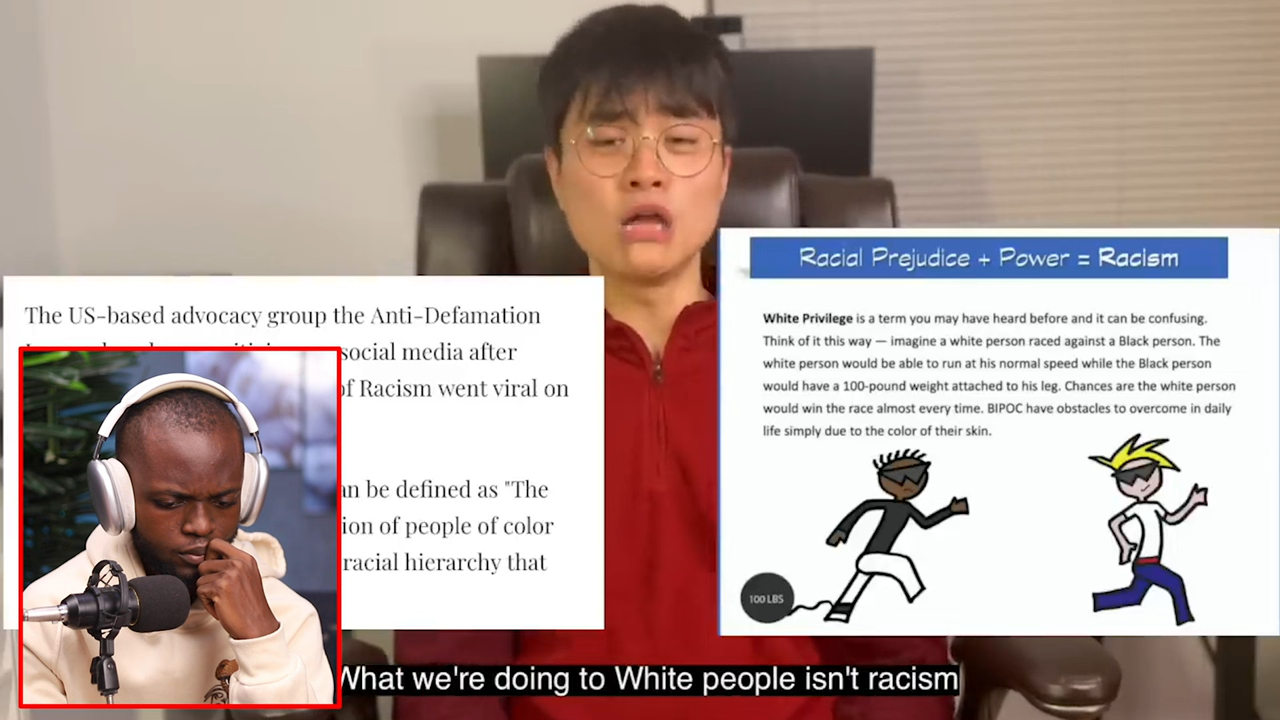 The US-based advocacy group the Anti-Defamation
social media after
of Racism went viral on
an be defined as "The
ion of people of color
racial hierarchy that
Racial Prejudice + Power = Racism
White Privilege is a term you may have heard before and it can be confusing.
Think of it this way — imagine a white person raced against a Black person. The
white person would be able to run at his normal speed while the Black person
would have a 100-pound weight attached to his leg. Chances are the white person
would win the race almost every time. BIPOC have obstacles to overcome in daily
life simply due to the color of their skin.
100 LBS
What we're doing to White people isn't racism